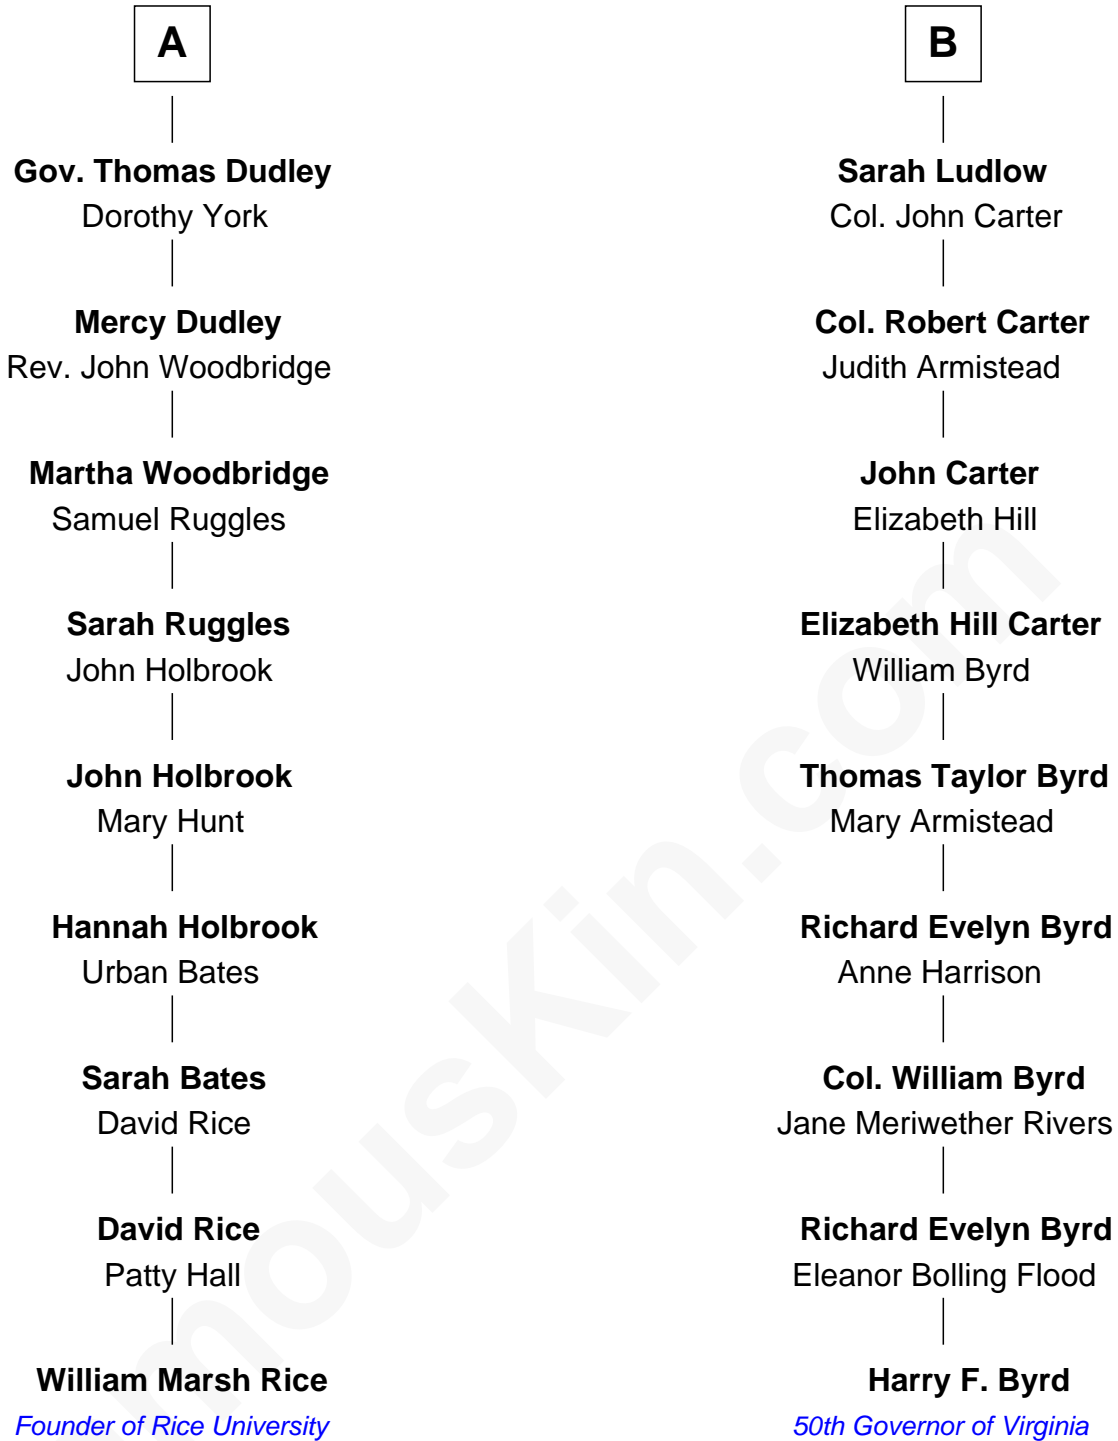 A
Gov. Thomas Dudley
Dorothy York
Mercy Dudley
Rev. John Woodbridge
Martha Woodbridge
Samuel Ruggles
Sarah Ruggles
John Holbrook
John Holbrook
Mary Hunt
Hannah Holbrook
Urban Bates
Sarah Bates
David Rice
David Rice
Patty Hall
William Marsh Rice
Founder of Rice University
B
Sarah Ludlow
Col. John Carter
Col. Robert Carter
Judith Armistead
John Carter
Elizabeth Hill
Elizabeth Hill Carter
William Byrd
Thomas Taylor Byrd
Mary Armistead
Richard Evelyn Byrd
Anne Harrison
Col. William Byrd
Jane Meriwether Rivers
Richard Evelyn Byrd
Eleanor Bolling Flood
Harry F. Byrd
50th Governor of Virginia
mouskin.com